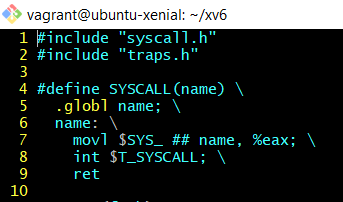 vagrant@ubuntu-xenial: ~/xv6
1 #include "syscall.h"
2 #include "traps.h"
3
4 #define SYSCALL(name) \
5   .globl name; \
6   name: \
7     movl $SYS_ ## name, %eax; \
8     int $T_SYSCALL; \
9     ret
10